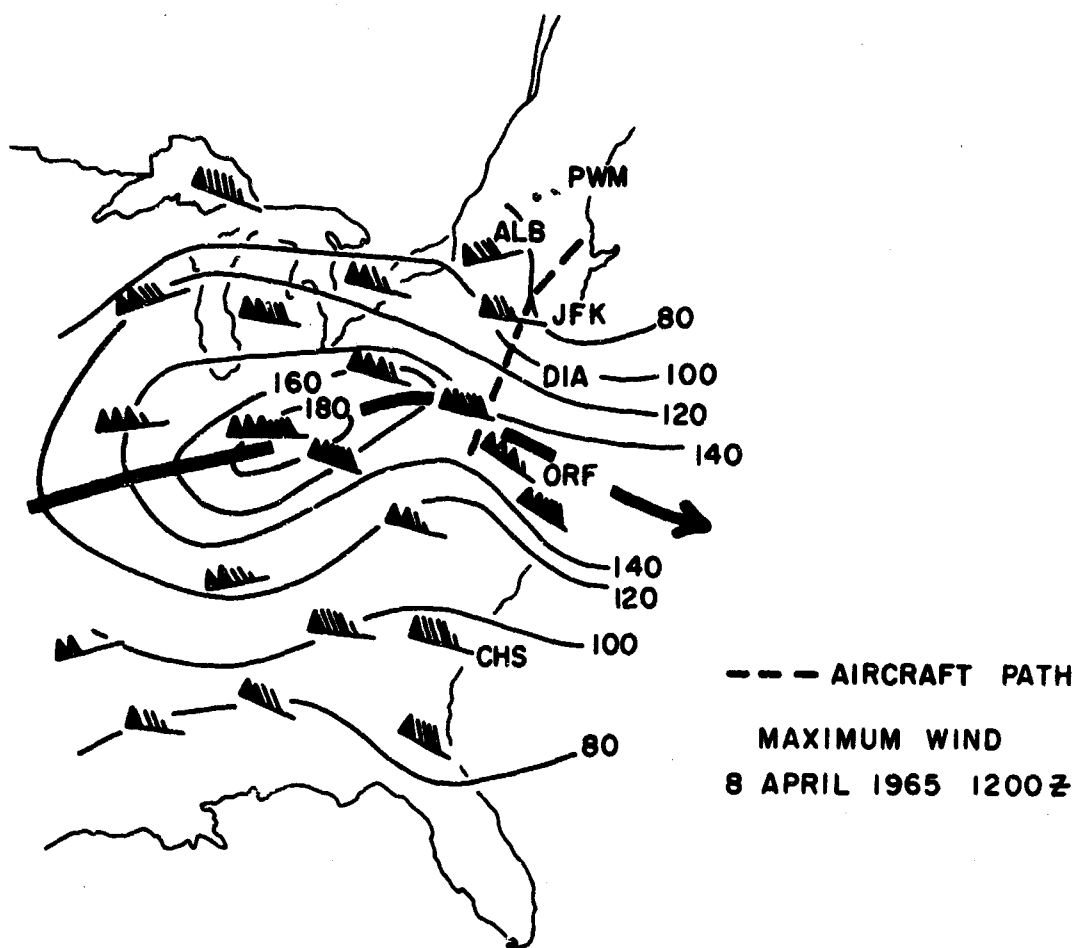 PWM
ALB
JFK
80
DIA
100
160
120
180
140
ORF
140
120
100
CHS
80
--- AIRCRAFT PATH
MAXIMUM WIND
8 APRIL 1965 1200Z